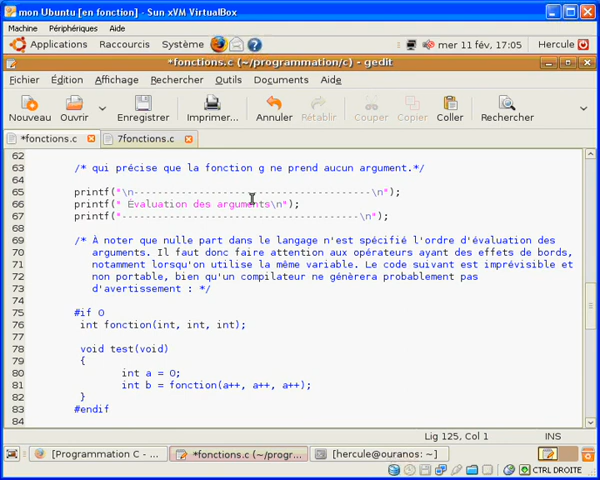 mon Ubuntu [en fonction] - Sun xVM VirtualBox
Machine Périphériques Aide
Applications Raccourcis Système mer 11 fév, 17:05 Hercule
*fonctions.c (~/programmation/c) - gedit
Fichier Édition Affichage Rechercher Outils Documents Aide
Nouveau Ouvrir Enregistrer Imprimer... Annuler Rétablir Couper Copier Coller Rechercher
*fonctions.c 7fonctions.c
62
63 /* qui précise que la fonction g ne prend aucun argument.*/
64
65 printf("\n----------------------------------------\n");
66 printf(" Évaluation des arguments\n");
67 printf("----------------------------------------\n");
68
69 /* À noter que nulle part dans le langage n'est spécifié l'ordre d'évaluation des
70 arguments. Il faut donc faire attention aux opérateurs ayant des effets de bords,
71 notamment lorsqu'on utilise la même variable. Le code suivant est imprévisible et
72 non portable, bien qu'un compilateur ne génèrera probablement pas
73 d'avertissement : */
74
75 #if 0
76 int fonction(int, int, int);
77
78 void test(void)
79 {
80 int a = 0;
81 int b = fonction(a++, a++, a++);
82 }
83 #endif
84
Lig 125, Col 1 INS
[Programmation C - ... *fonctions.c (~/progr... [hercule@ouranos: ~]
CTRL DROITE